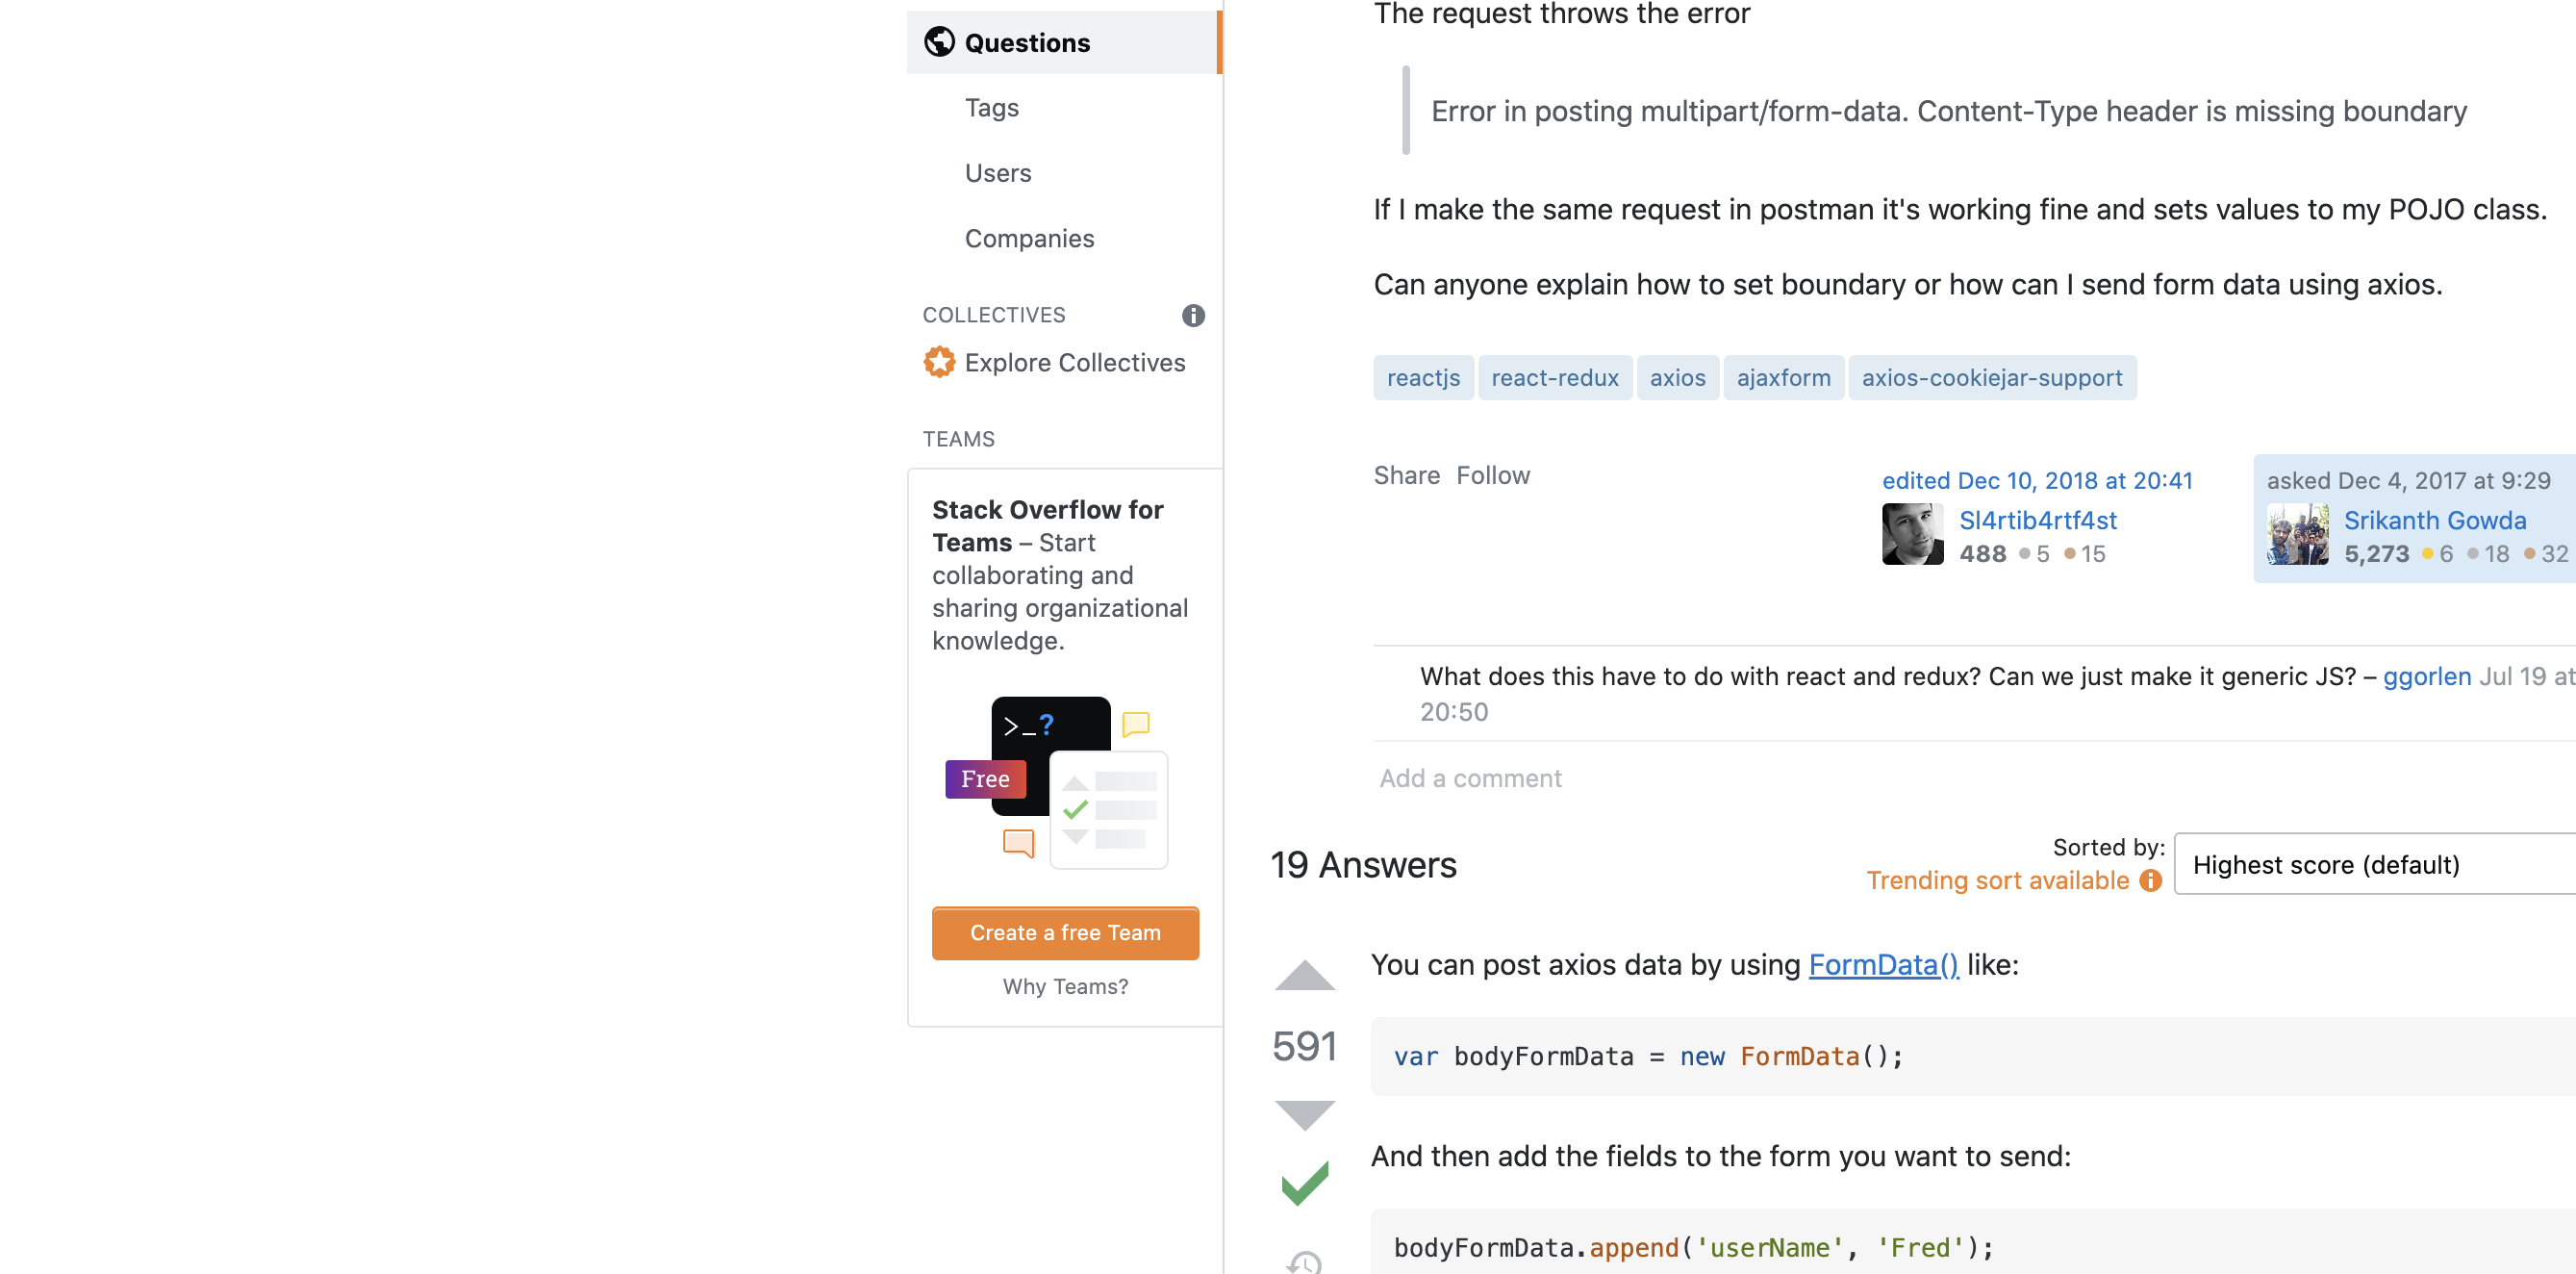 Questions
Tags
Users
Companies
COLLECTIVES
Explore Collectives
TEAMS
Stack Overflow for
Teams – Start
collaborating and
sharing organizational
knowledge.
>_?
Free
Create a free Team
Why Teams?
The request throws the error
Error in posting multipart/form-data. Content-Type header is missing boundary
If I make the same request in postman it's working fine and sets values to my POJO class.
Can anyone explain how to set boundary or how can I send form data using axios.
reactjs react-redux axios ajaxform axios-cookiejar-support
Share Follow
edited Dec 10, 2018 at 20:41
Sl4rtib4rtf4st
488 5 15
asked Dec 4, 2017 at 9:29
Srikanth Gowda
5,273 6 18 32
What does this have to do with react and redux? Can we just make it generic JS? – ggorlen Jul 19 at
20:50
Add a comment
19 Answers
Sorted by:
Trending sort available
Highest score (default)
591
You can post axios data by using FormData() like:
var bodyFormData = new FormData();
And then add the fields to the form you want to send:
bodyFormData.append('userName', 'Fred');